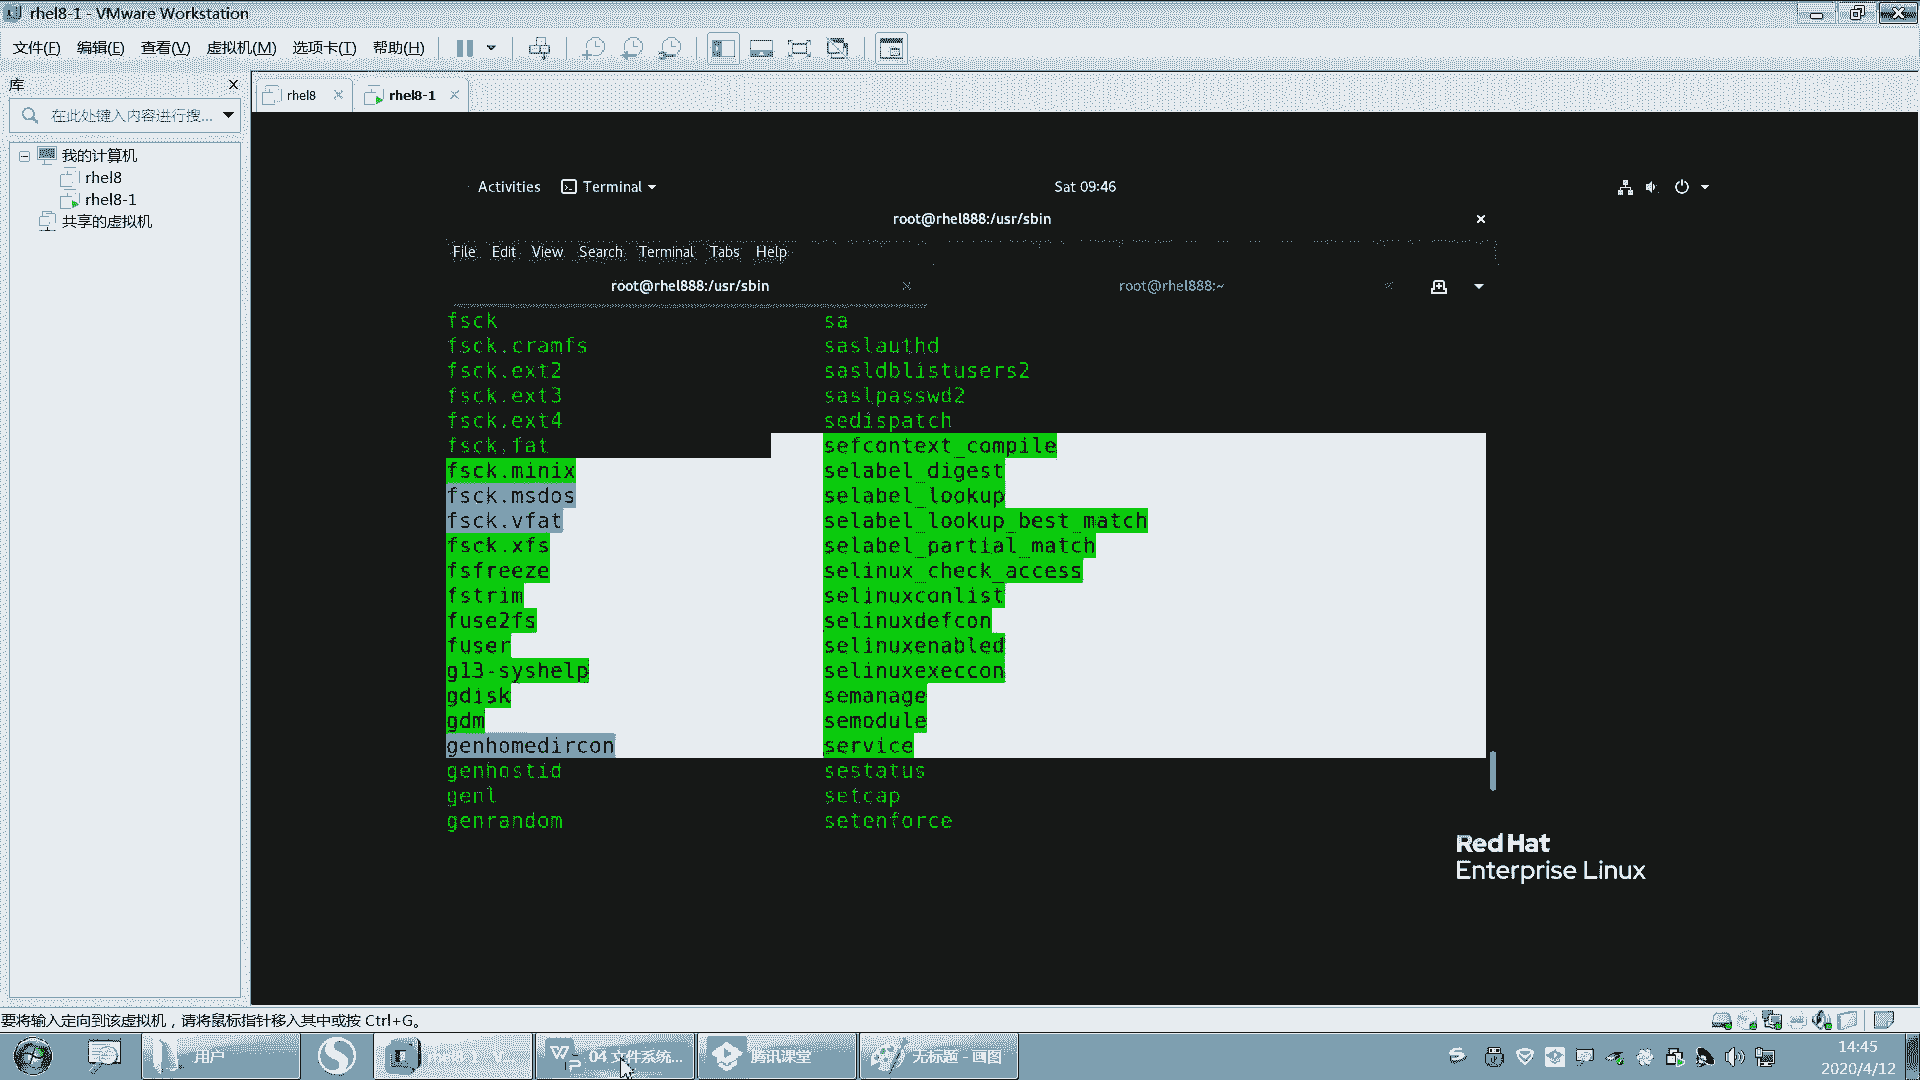 rhel8-1 - VMware Workstation
文件(F) 编辑(E) 查看(V) 虚拟机(M) 选项卡(T) 帮助(H)
库
在此处键入内容进行搜...
我的计算机
rhel8
rhel8-1
共享的虚拟机
rhel8
rhel8-1
Activities Terminal Sat 09:46
root@rhel888:/usr/sbin
File Edit View Search Terminal Tabs Help
root@rhel888:/usr/sbin root@rhel888:~
fsck sa
fsck.cramfs saslauthd
fsck.ext2 sasldblistusers2
fsck.ext3 saslpasswd2
fsck.ext4 sedispatch
fsck.fat sefcontext_compile
fsck.minix selabel_digest
fsck.msdos selabel_lookup
fsck.vfat selabel_lookup_best_match
fsck.xfs selabel_partial_match
fsfreeze selinux_check_access
fstrim selinuxconlist
fuse2fs selinuxdefcon
fuser selinuxenabled
g13-syshelp selinuxexeccon
gdisk semanage
gdm semodule
genhomedircon service
genhostid sestatus
genl setcap
genrandom setenforce
Red Hat
Enterprise Linux
要将输入定向到该虚拟机，请将鼠标指针移入其中或按 Ctrl+G。
用户
rhel8-1 - V...
04 文件系统...
腾讯课堂
无标题 - 画图
14:45
2020/4/12